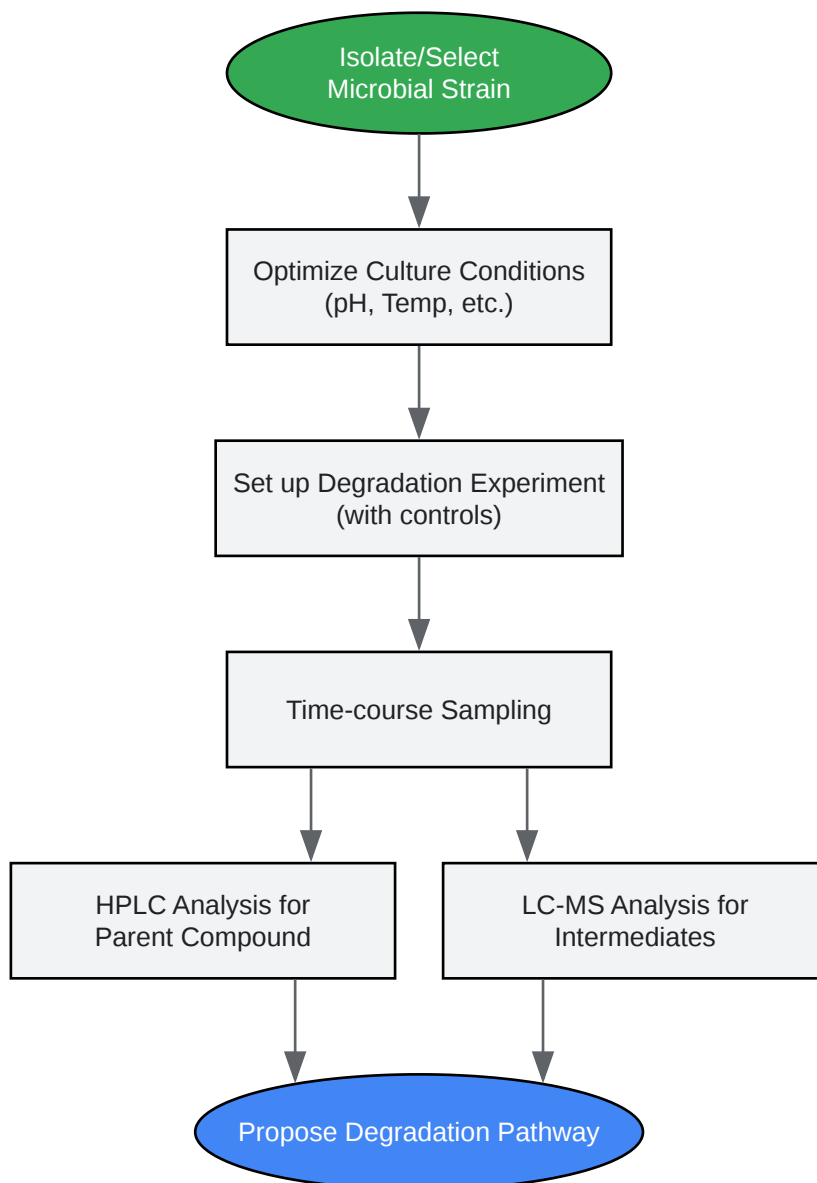 Isolate/Select
Microbial Strain
Optimize Culture Conditions
(pH, Temp, etc.)
Set up Degradation Experiment
(with controls)
Time-course Sampling
HPLC Analysis for
Parent Compound
LC-MS Analysis for
Intermediates
Propose Degradation Pathway